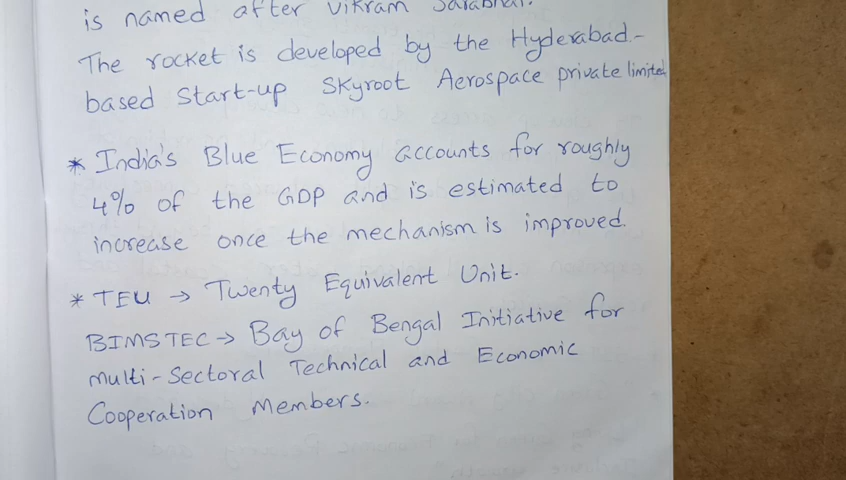 is named after Vikram Sarabhai.
The rocket is developed by the Hyderabad-
based Start-up Skyroot Aerospace private limited
* India's Blue Economy accounts for roughly
4% of the GDP and is estimated to
increase once the mechanism is improved.
* TEU → Twenty Equivalent Unit.
BIMSTEC → Bay of Bengal Initiative for
multi-Sectoral Technical and Economic
Cooperation Members.